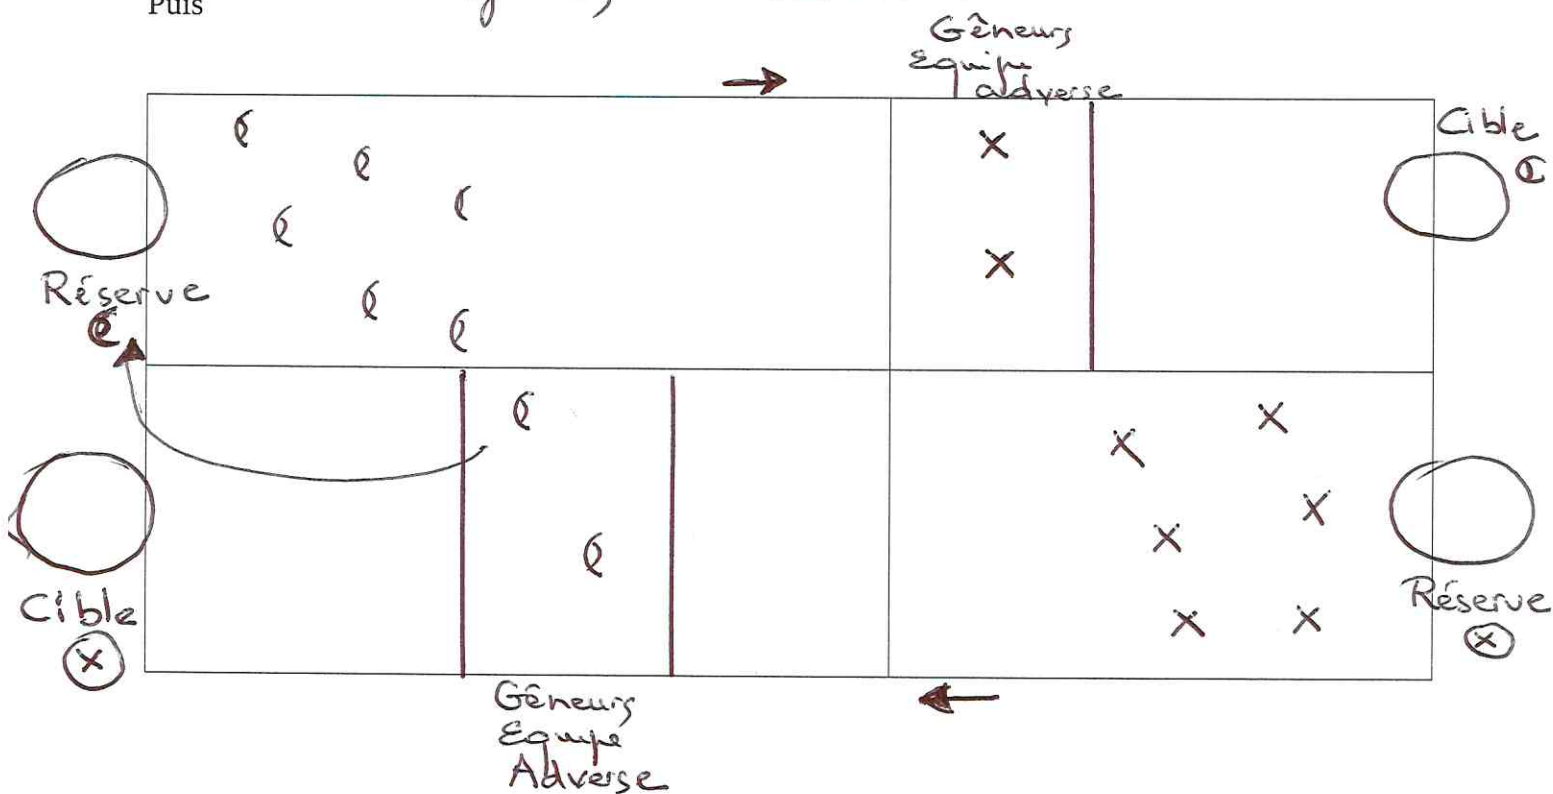 Puis
Gêneurs
Equipe
adverse
Cible
Réserve
Cible
Réserve
Gêneurs
Equipe
Adverse